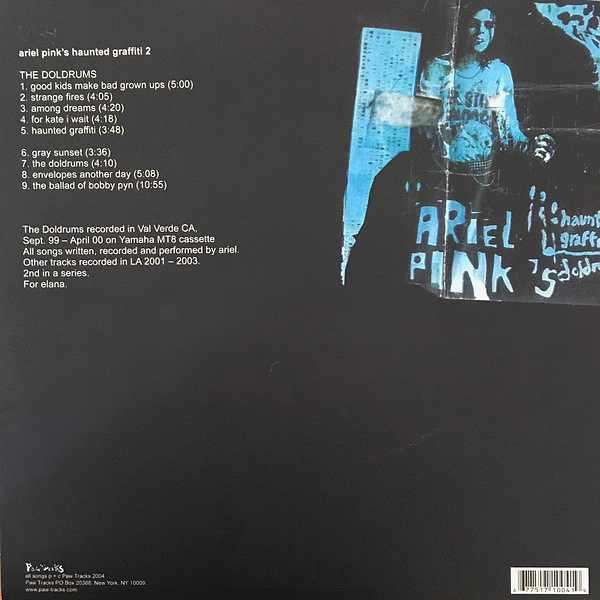 ariel pink's haunted graffiti 2
THE DOLDRUMS
1. good kids make bad grown ups (5:00)
2. strange fires (4:05)
3. among dreams (4:20)
4. for kate i wait (4:18)
5. haunted graffiti (3:48)
6. gray sunset (3:36)
7. the doldrums (4:10)
8. envelopes another day (5:08)
9. the ballad of bobby pyn (10:55)
The Doldrums recorded in Val Verde CA,
Sept. 99 – April 00 on Yamaha MT8 cassette
All songs written, recorded and performed by ariel.
Other tracks recorded in LA 2001 – 2003.
2nd in a series.
For elana.
ARiEL
PINK'S
haunt
graff
doldr
Paw Tracks
all songs p + c Paw Tracks 2004
Paw Tracks PO Box 20368. New York, NY 10009.
www.paw-tracks.com